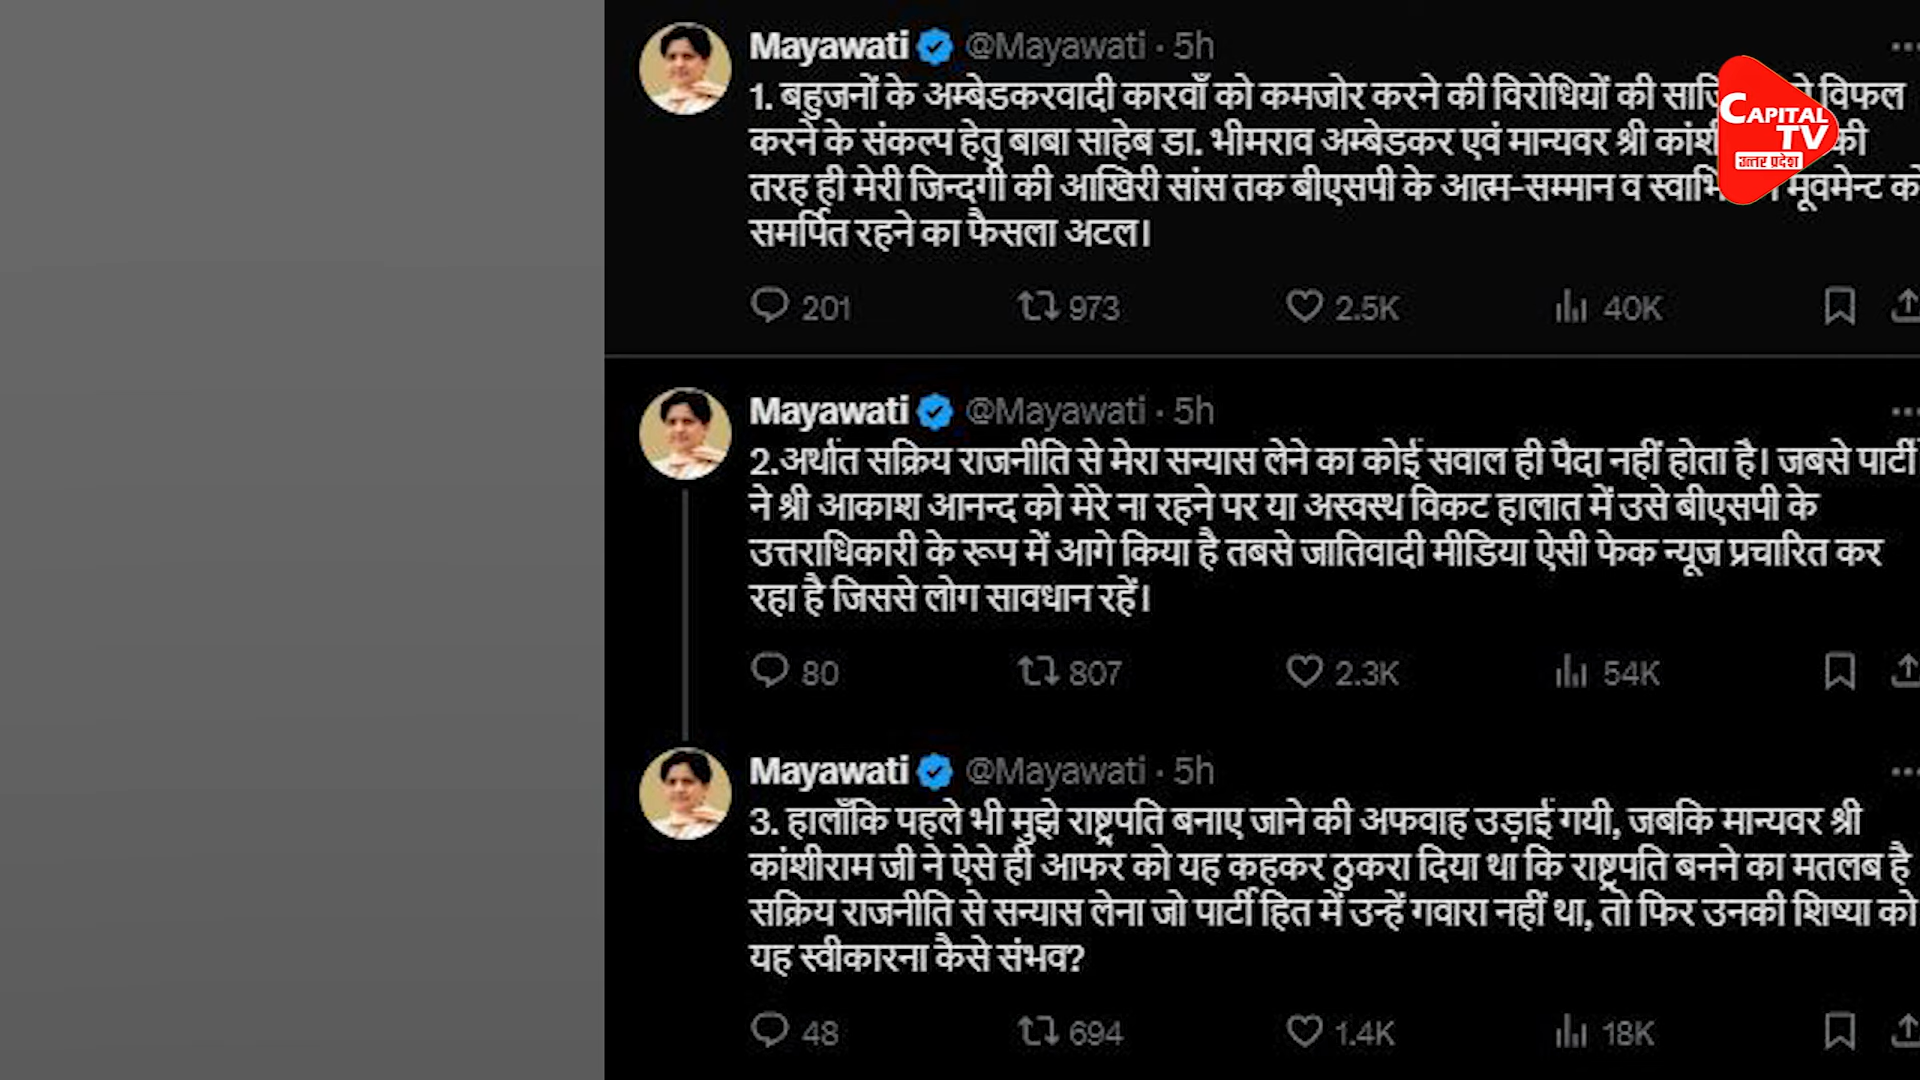 Mayawati @Mayawati · 5h
1. बहुजनों के अम्बेडकरवादी कारवाँ को कमजोर करने की विरोधियों की विफल
करने के संकल्प हेतु बाबा साहेब डा. भीमराव अम्बेडकर एवं मान्यवर श्री की
तरह ही मेरी जिन्दगी की आखिरी सांस तक बीएसपी के आत्म-सम्मान व मूवमेन्ट को
समर्पित रहने का फैसला अटल।
201 973 2.5K 40K
CAPITAL
TV
उत्तर प्रदेश
Mayawati @Mayawati · 5h
2.अर्थात सक्रिय राजनीति से मेरा सन्यास लेने का कोई सवाल ही पैदा नहीं होता है। जबसे पार्टी
ने श्री आकाश आनन्द को मेरे ना रहने पर या अस्वस्थ विकट हालात में उसे बीएसपी के
उत्तराधिकारी के रूप में आगे किया है तबसे जातिवादी मीडिया ऐसी फेक न्यूज प्रचारित कर
रहा है जिससे लोग सावधान रहें।
80 807 2.3K 54K
Mayawati @Mayawati · 5h
3. हालाँकि पहले भी मुझे राष्ट्रपति बनाए जाने की अफवाह उड़ाई गयी, जबकि मान्यवर श्री
कांशीराम जी ने ऐसे ही आफर को यह कहकर ठुकरा दिया था कि राष्ट्रपति बनने का मतलब है
सक्रिय राजनीति से सन्यास लेना जो पार्टी हित में उन्हें गवारा नहीं था, तो फिर उनकी शिष्या को
यह स्वीकारना कैसे संभव?
48 694 1.4K 18K